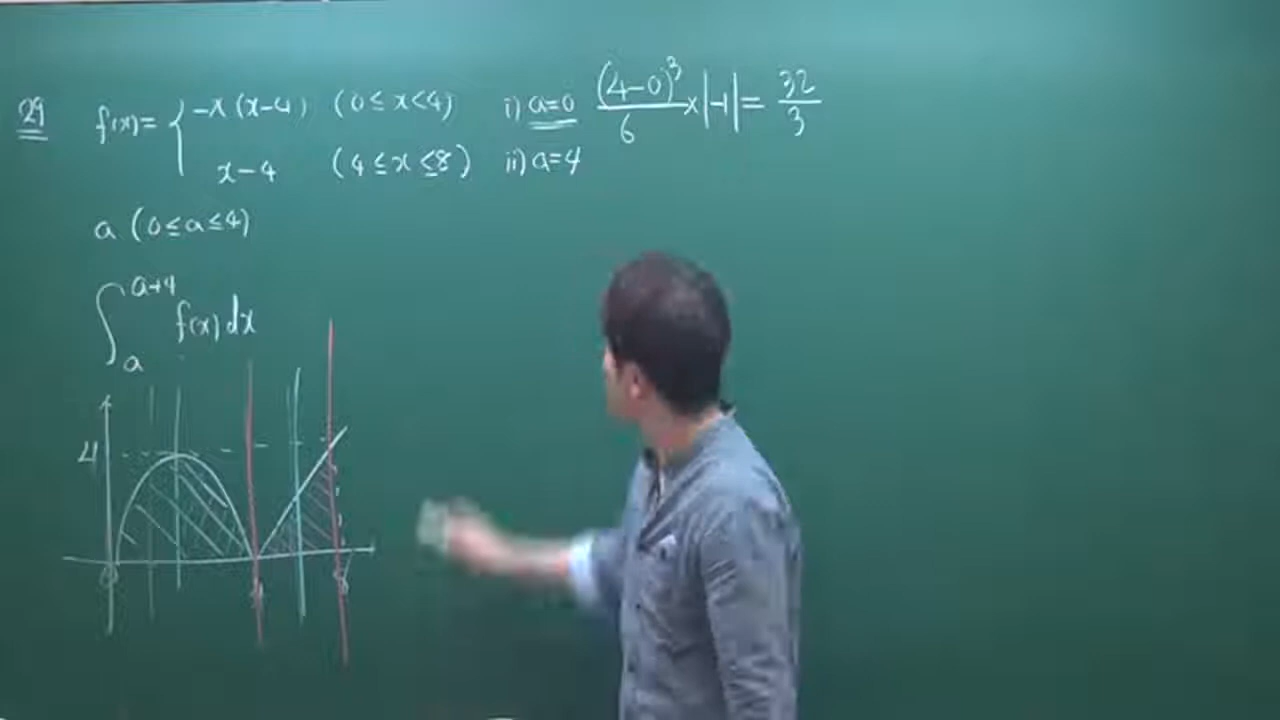 29
f(x)= { -x(x-4) (0≤x<4)
x-4 (4≤x≤8)
i) a=0 (4-0)³/6 ×|-1|= 32/3
ii) a=4
a (0≤a≤4)
∫ₐᵃ⁺⁴ f(x)dx
4
0 8